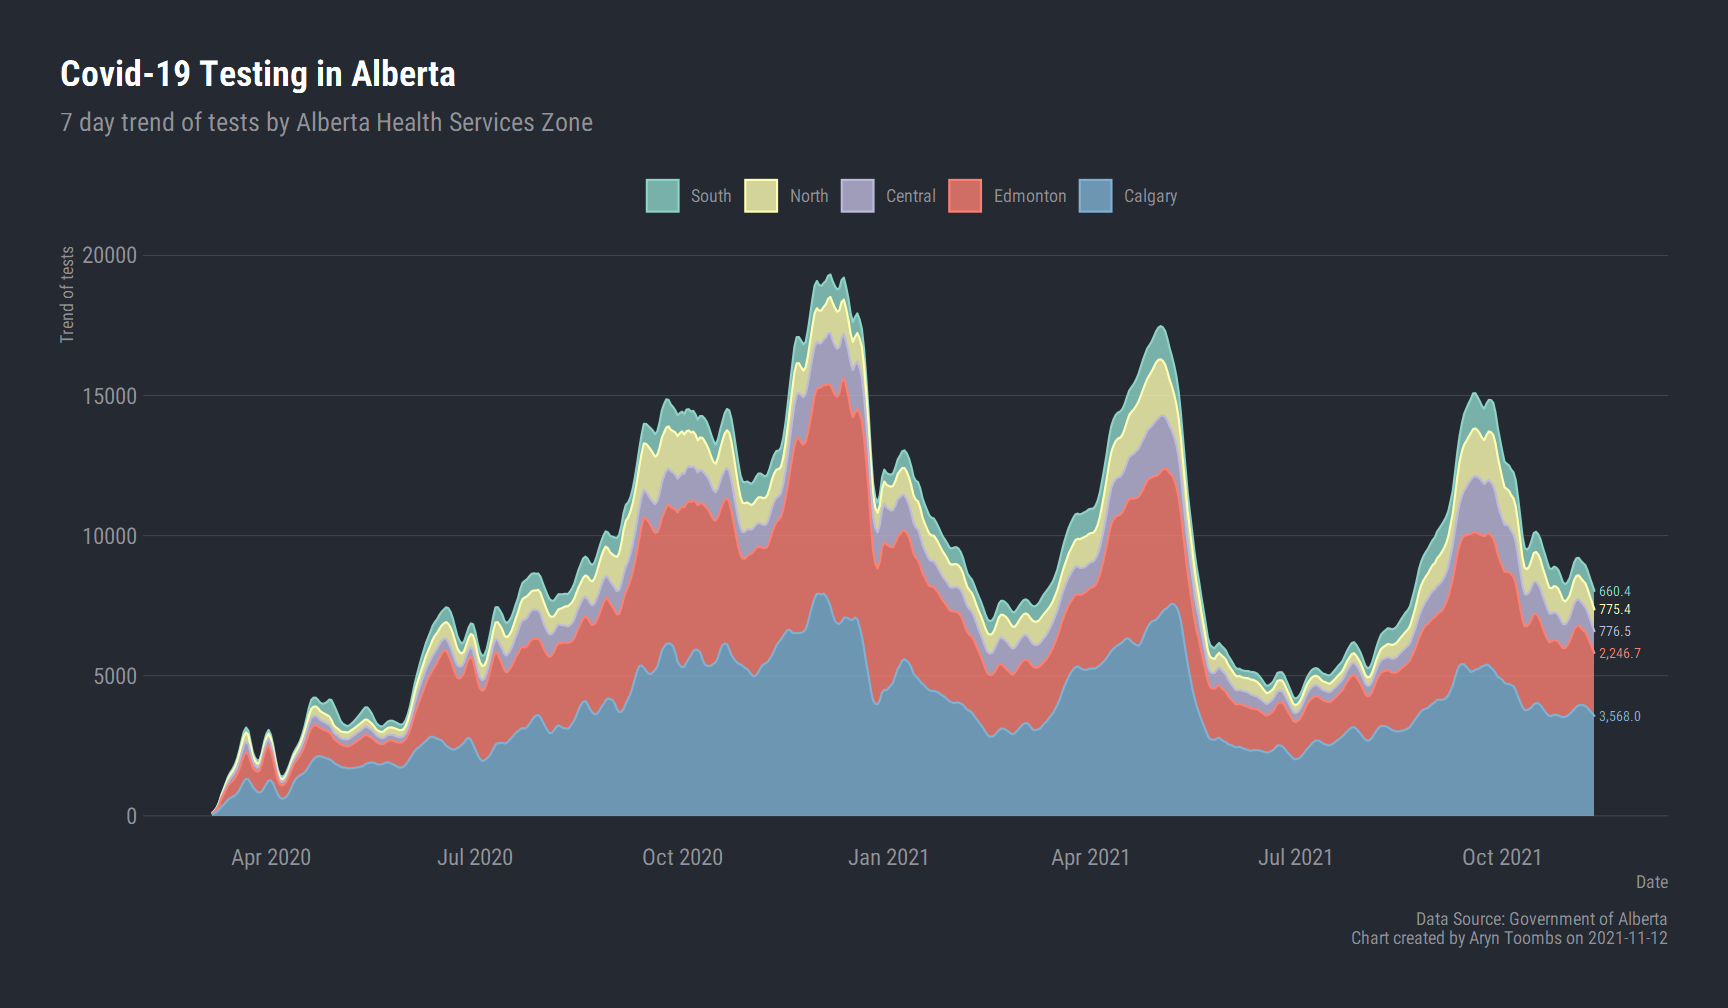 Covid-19 Testing in Alberta
7 day trend of tests by Alberta Health Services Zone
South North Central Edmonton Calgary
Trend of tests
20000
15000
10000
5000
0
660.4
775.4
776.5
2,246.7
3,568.0
Apr 2020 Jul 2020 Oct 2020 Jan 2021 Apr 2021 Jul 2021 Oct 2021
Date
Data Source: Government of Alberta
Chart created by Aryn Toombs on 2021-11-12